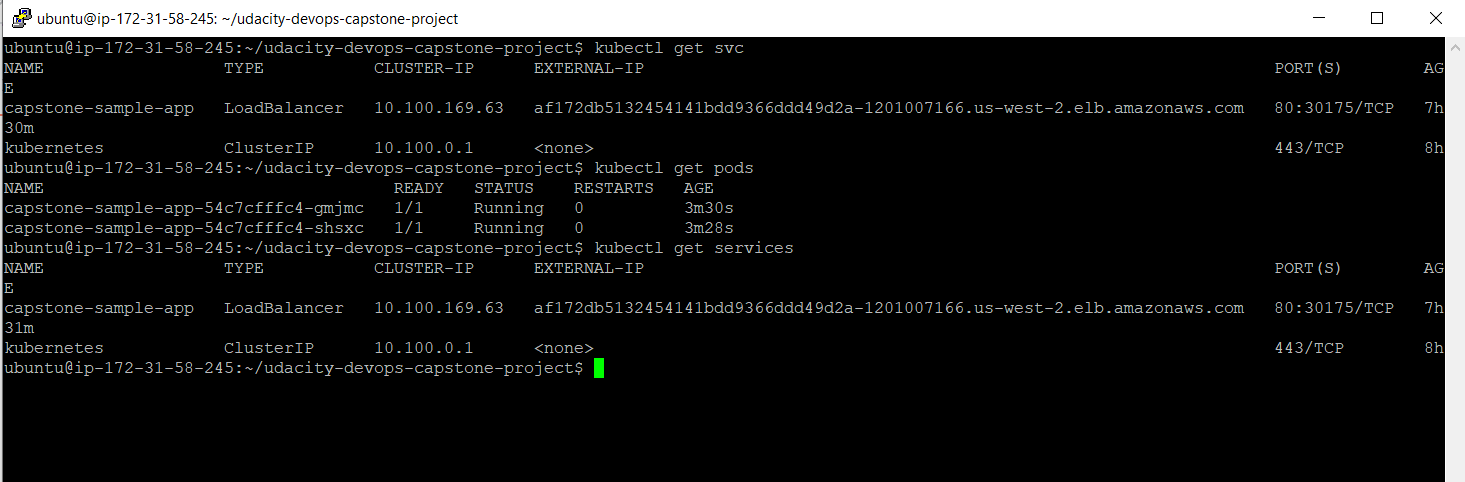 ubuntu@ip-172-31-58-245: ~/udacity-devops-capstone-project
ubuntu@ip-172-31-58-245:~/udacity-devops-capstone-project$ kubectl get svc
NAME                  TYPE           CLUSTER-IP      EXTERNAL-IP                                                               PORT(S)        AG
E
capstone-sample-app   LoadBalancer   10.100.169.63   af172db5132454141bdd9366ddd49d2a-1201007166.us-west-2.elb.amazonaws.com   80:30175/TCP   7h
30m
kubernetes            ClusterIP      10.100.0.1      <none>                                                                    443/TCP        8h
ubuntu@ip-172-31-58-245:~/udacity-devops-capstone-project$ kubectl get pods
NAME                                   READY   STATUS    RESTARTS   AGE
capstone-sample-app-54c7cfffc4-gmjmc   1/1     Running   0          3m30s
capstone-sample-app-54c7cfffc4-shsxc   1/1     Running   0          3m28s
ubuntu@ip-172-31-58-245:~/udacity-devops-capstone-project$ kubectl get services
NAME                  TYPE           CLUSTER-IP      EXTERNAL-IP                                                               PORT(S)        AG
E
capstone-sample-app   LoadBalancer   10.100.169.63   af172db5132454141bdd9366ddd49d2a-1201007166.us-west-2.elb.amazonaws.com   80:30175/TCP   7h
31m
kubernetes            ClusterIP      10.100.0.1      <none>                                                                    443/TCP        8h
ubuntu@ip-172-31-58-245:~/udacity-devops-capstone-project$